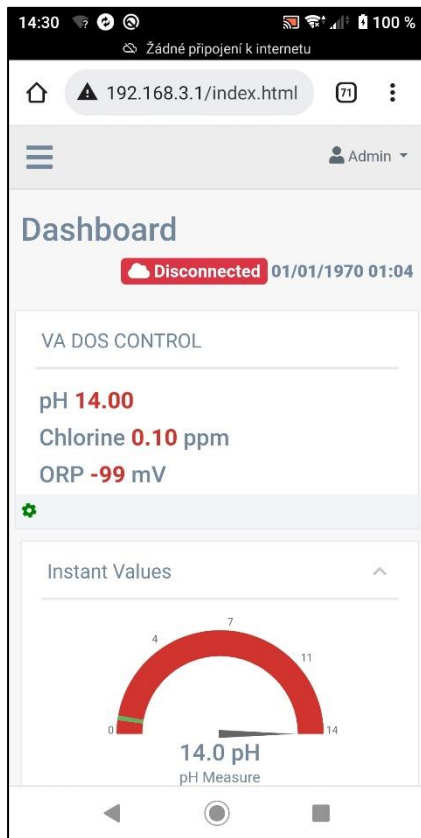 14:30 100 %
Žádné připojení k internetu
192.168.3.1/index.html 71
Admin
Dashboard
Disconnected 01/01/1970 01:04
VA DOS CONTROL
pH 14.00
Chlorine 0.10 ppm
ORP -99 mV
Instant Values
7
4
11
0
14
14.0 pH
pH Measure